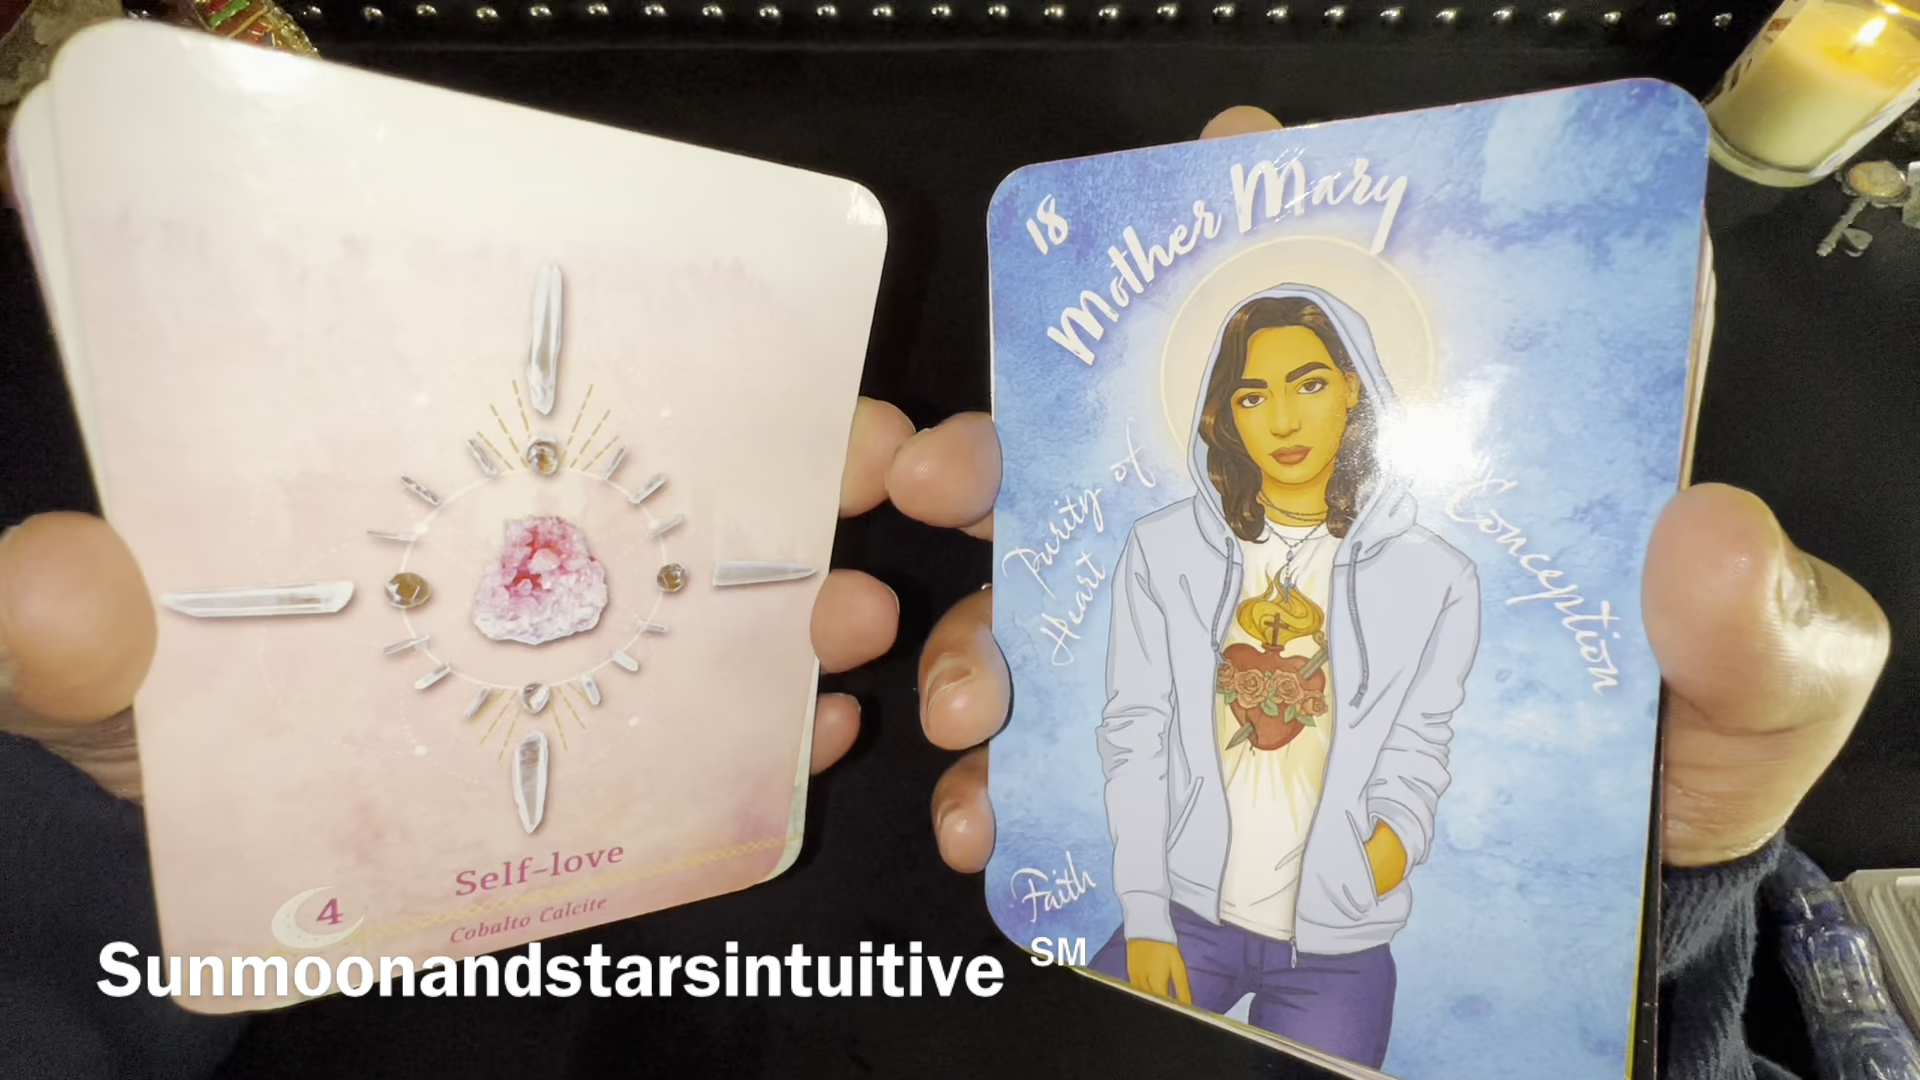 18
Mother Mary
Purity of
Heart
Conception
Faith
Self-love
4
Cobalto Calcite
Sunmoonandstarsintuitive SM